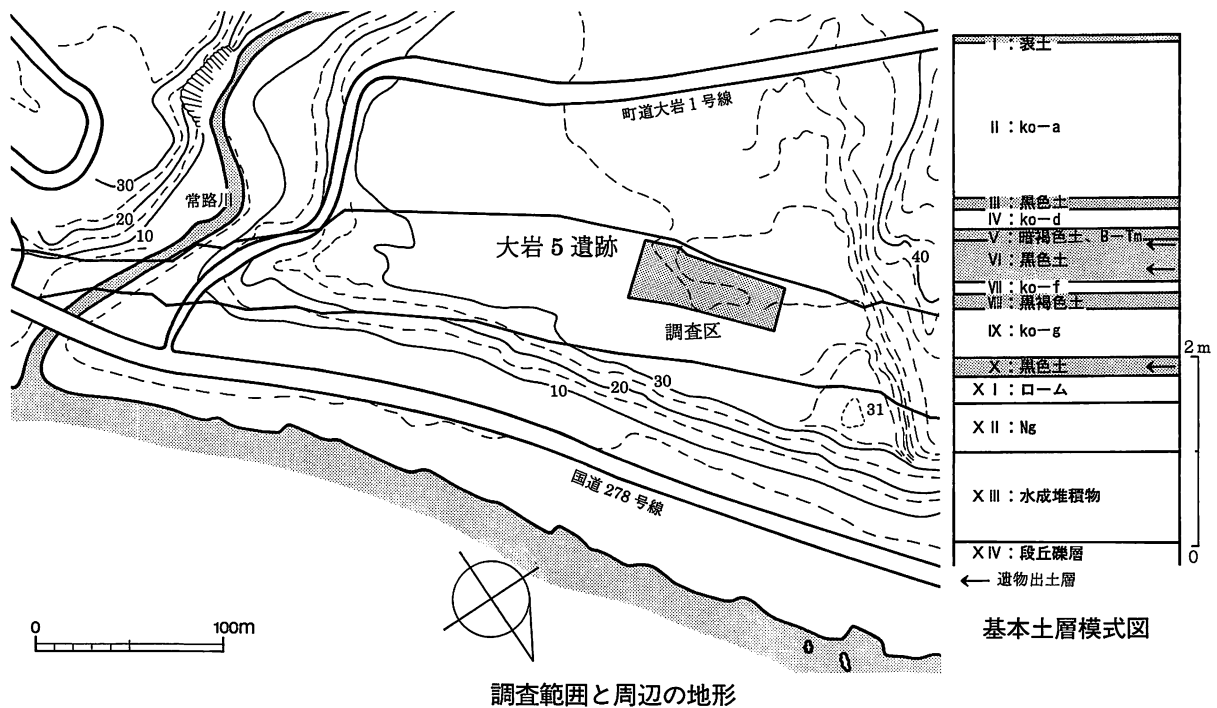 町道大岩1号線
常路川
30
20
10
大岩5遺跡
調査区
40
30
20
10
31
国道278号線
0 100m
調査範囲と周辺の地形
I：表土
II：ko－a
III：黒色土
IV：ko－d
V：暗褐色土、B－Tm
VI：黒色土
VII：ko－f
VIII：黒褐色土
IX：ko－g
X：黒色土
XI：ローム
XII：Ng
XIII：水成堆積物
XIV：段丘礫層
2m
0
← 遺物出土層
基本土層模式図